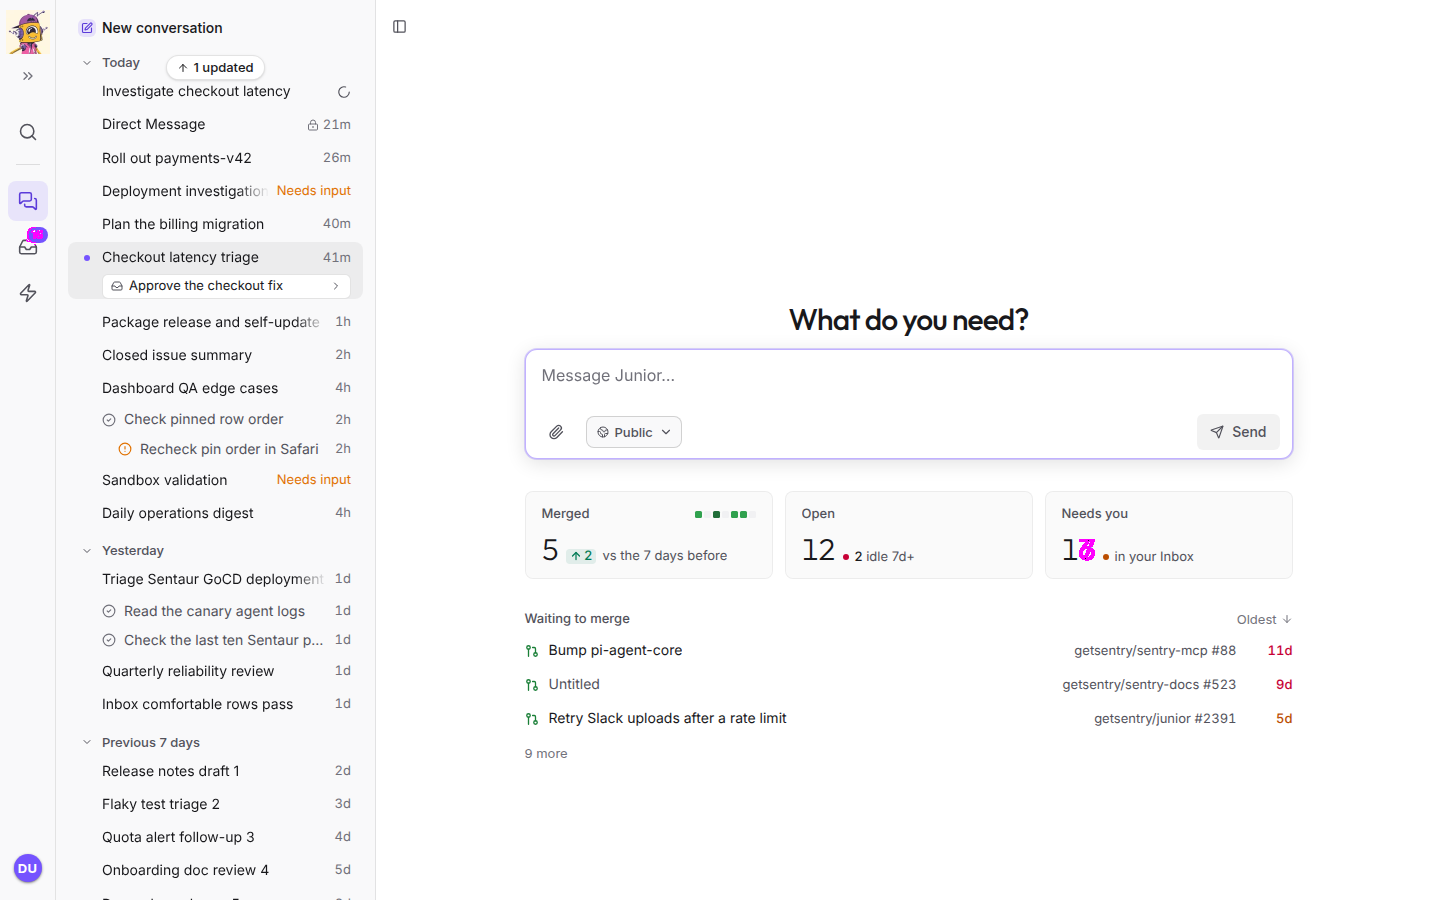 New conversation
Today
1 updated
Investigate checkout latency
Direct Message 21m
Roll out payments-v42 26m
Deployment investigation Needs input
Plan the billing migration 40m
Checkout latency triage 41m
Approve the checkout fix
Package release and self-update 1h
Closed issue summary 2h
Dashboard QA edge cases 4h
Check pinned row order 2h
Recheck pin order in Safari 2h
Sandbox validation Needs input
Daily operations digest 4h
Yesterday
Triage Sentaur GoCD deployment 1d
Read the canary agent logs 1d
Check the last ten Sentaur p... 1d
Quarterly reliability review 1d
Inbox comfortable rows pass 1d
Previous 7 days
Release notes draft 1 2d
Flaky test triage 2 3d
Quota alert follow-up 3 4d
Onboarding doc review 4 5d
DU
What do you need?
Message Junior...
Public
Send
Merged
5 2 vs the 7 days before
Open
12 2 idle 7d+
Needs you
in your Inbox
Waiting to merge Oldest
Bump pi-agent-core getsentry/sentry-mcp #88 11d
Untitled getsentry/sentry-docs #523 9d
Retry Slack uploads after a rate limit getsentry/junior #2391 5d
9 more